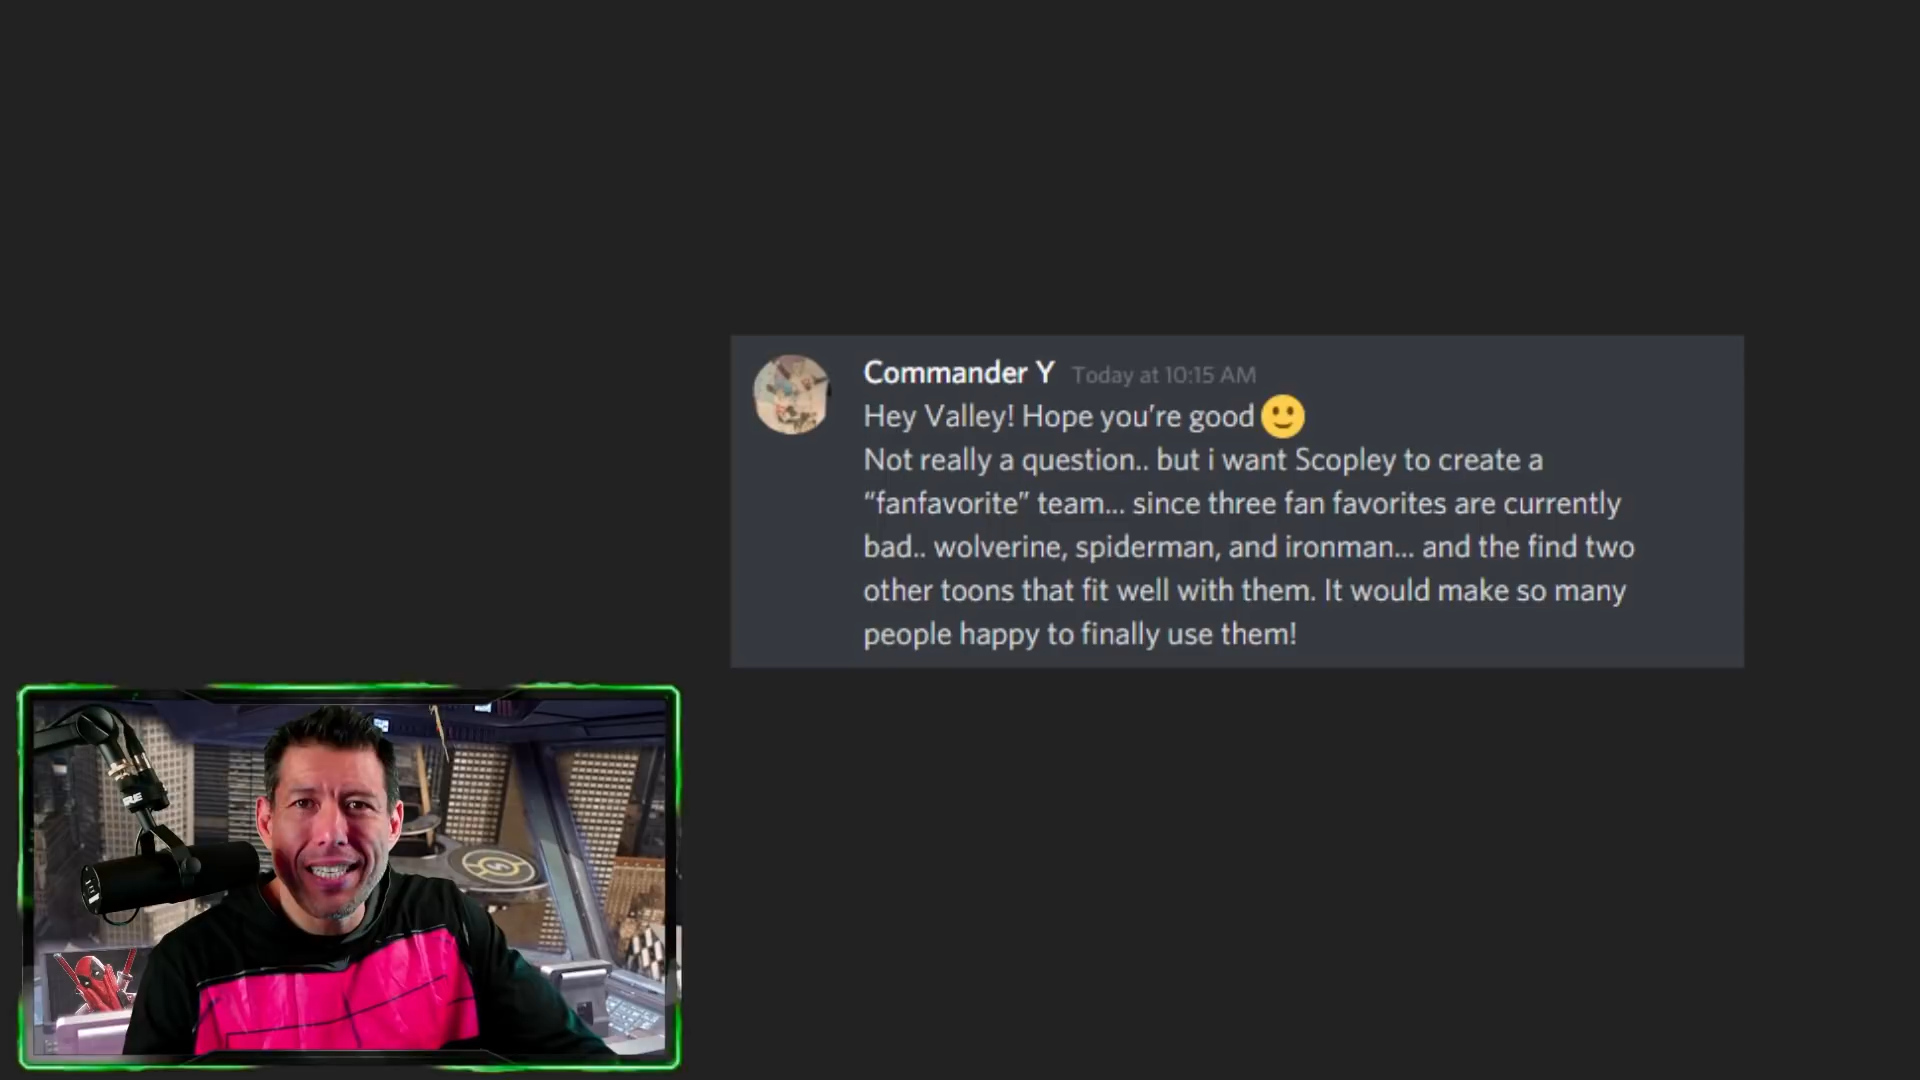 Commander Y Today at 10:15 AM
Hey Valley! Hope you're good
Not really a question.. but i want Scopley to create a
“fanfavorite” team... since three fan favorites are currently
bad.. wolverine, spiderman, and ironman... and the find two
other toons that fit well with them. It would make so many
people happy to finally use them!